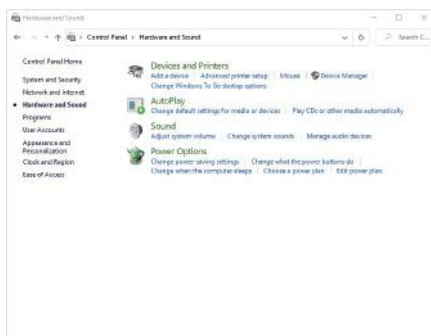 Hardware and Sound
Control Panel > Hardware and Sound
Search C...
Control Panel Home
System and Security
Network and Internet
Hardware and Sound
Programs
User Accounts
Appearance and
Personalization
Clock and Region
Ease of Access
Devices and Printers
Add a device
Advanced printer setup
Mouse
Device Manager
Change Windows To Go startup options
AutoPlay
Change default settings for media or devices
Play CDs or other media automatically
Sound
Adjust system volume
Change system sounds
Manage audio devices
Power Options
Change power-saving settings
Change what the power buttons do
Change when the computer sleeps
Choose a power plan
Edit power plan